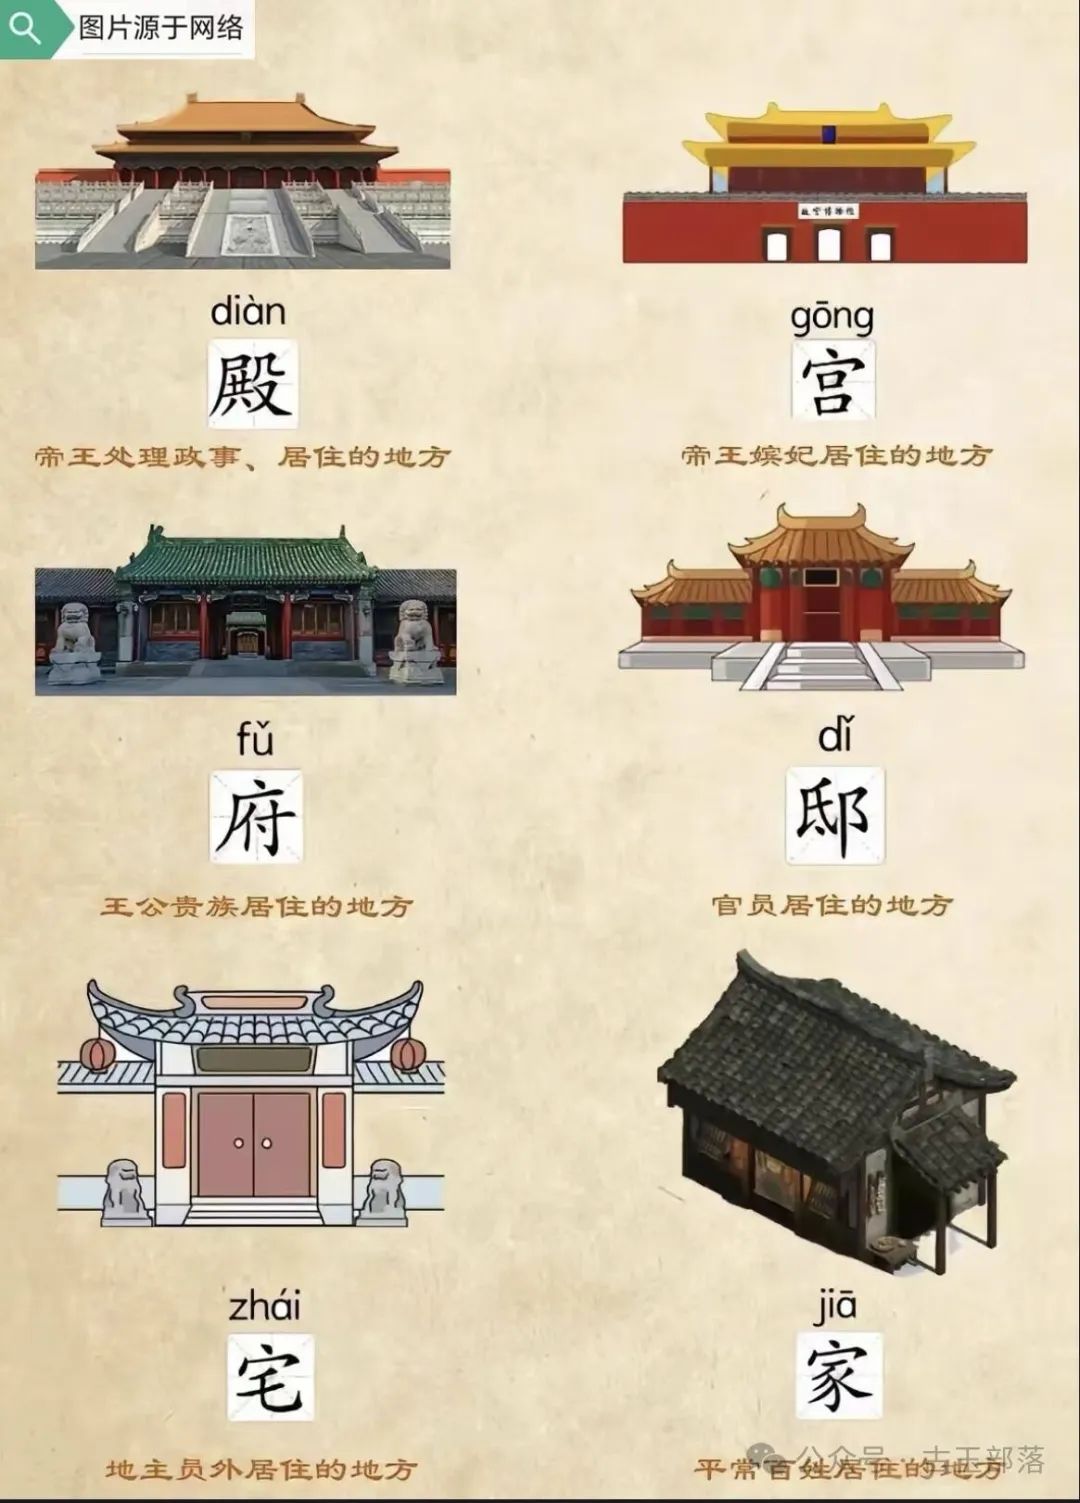 图片源于网络
故宫博物院
diàn
gōng
殿
宫
帝王处理政事、居住的地方
帝王嫔妃居住的地方
fǔ
dǐ
府
邸
王公贵族居住的地方
官员居住的地方
zhái
jiā
宅
家
地主员外居住的地方
平常百姓居住的地方
公众号·古玉部落